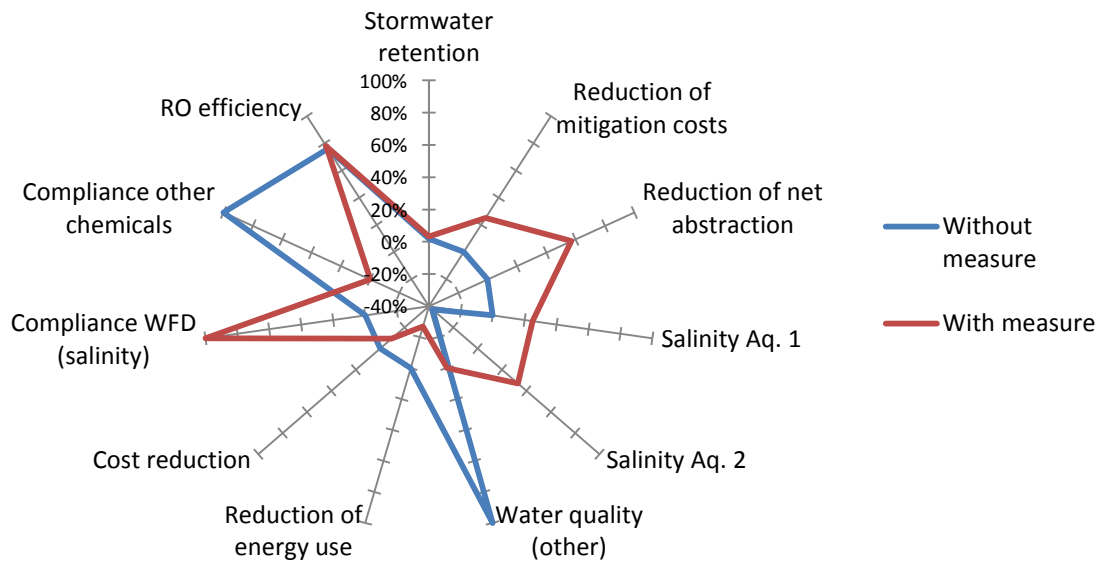 Stormwater
retention
100%
80%
60%
40%
20%
0%
-20%
-40%
Reduction of
mitigation costs
Reduction of net
abstraction
Salinity Aq. 1
Salinity Aq. 2
Water quality
(other)
Reduction of
energy use
Cost reduction
Compliance WFD
(salinity)
Compliance other
chemicals
RO efficiency
Without
measure
With measure